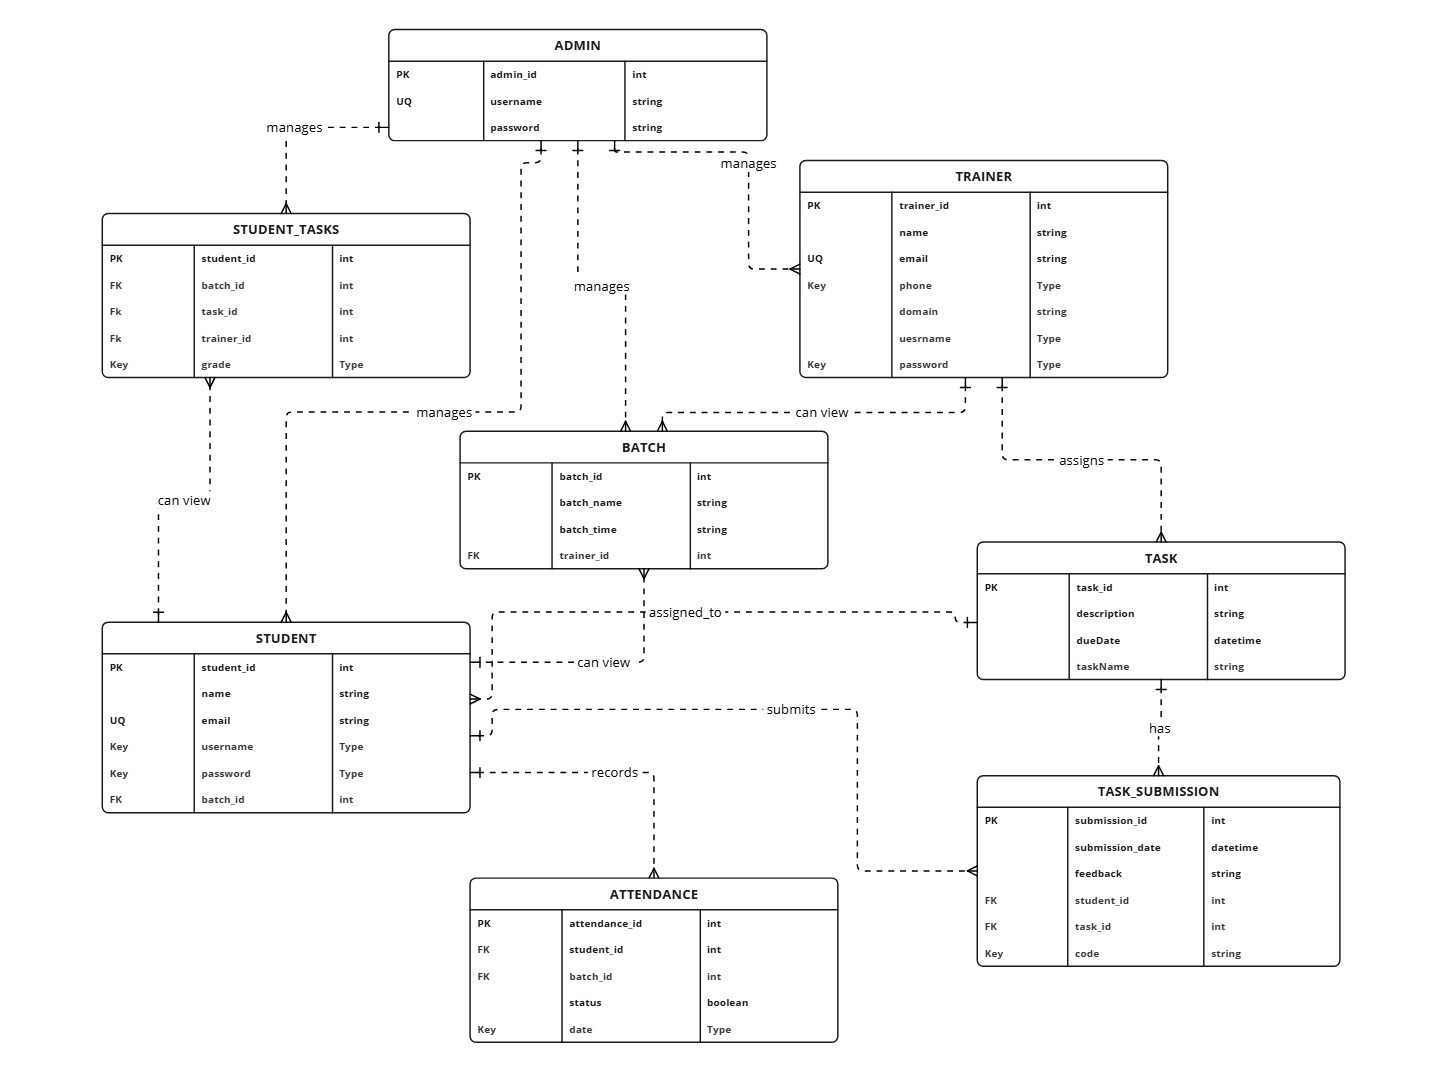 ADMIN
PK admin_id int
UQ username string
password string
manages
manages
TRAINER
PK trainer_id int
name string
UQ email string
Key phone Type
domain string
uesrname Type
Key password Type
STUDENT_TASKS
PK student_id int
FK batch_id int
Fk task_id int
Fk trainer_id int
Key grade Type
manages
manages
can view
BATCH
PK batch_id int
batch_name string
batch_time string
FK trainer_id int
assigns
can view
TASK
PK task_id int
description string
dueDate datetime
taskName string
assigned_to
STUDENT
PK student_id int
name string
UQ email string
Key username Type
Key password Type
FK batch_id int
can view
submits
has
records
TASK_SUBMISSION
PK submission_id int
submission_date datetime
feedback string
FK student_id int
FK task_id int
Key code string
ATTENDANCE
PK attendance_id int
FK student_id int
FK batch_id int
status boolean
Key date Type